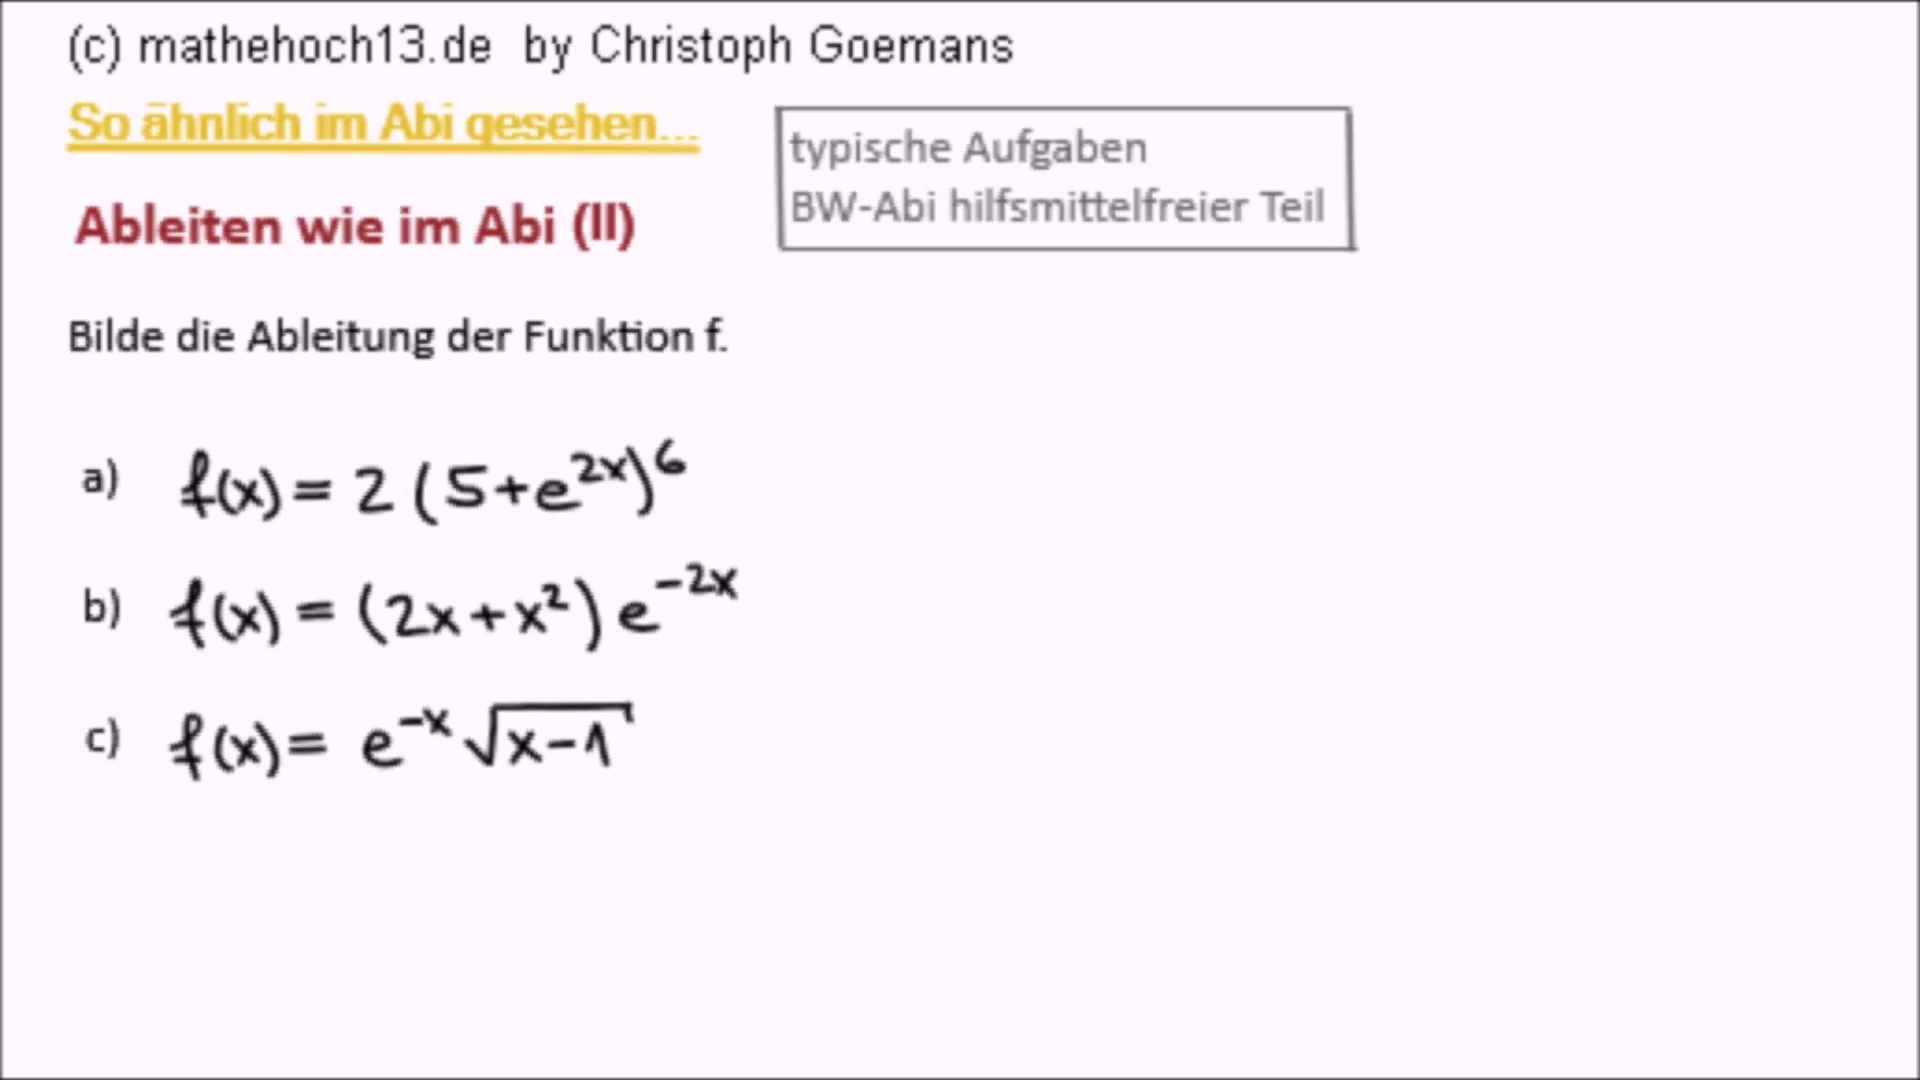 (c) mathehoch13.de by Christoph Goemans
So ähnlich im Abi gesehen...
typische Aufgaben
BW-Abi hilfsmittelfreier Teil
Ableiten wie im Abi (II)
Bilde die Ableitung der Funktion f.
a) f(x) = 2 (5+e^{2x})^6
b) f(x) = (2x+x²) e^{-2x}
c) f(x) = e^{-x} √(x-1)